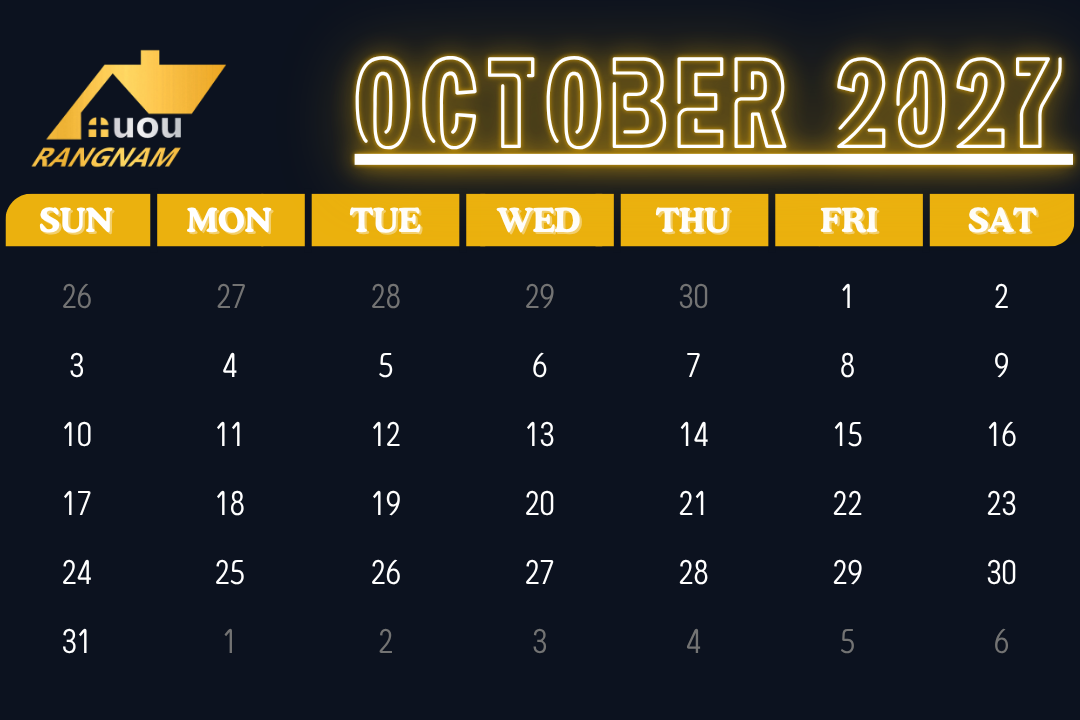 uou
RANGNAM
OCTOBER 2027
SUN MON TUE WED THU FRI SAT
26 27 28 29 30 1 2
3 4 5 6 7 8 9
10 11 12 13 14 15 16
17 18 19 20 21 22 23
24 25 26 27 28 29 30
31 1 2 3 4 5 6